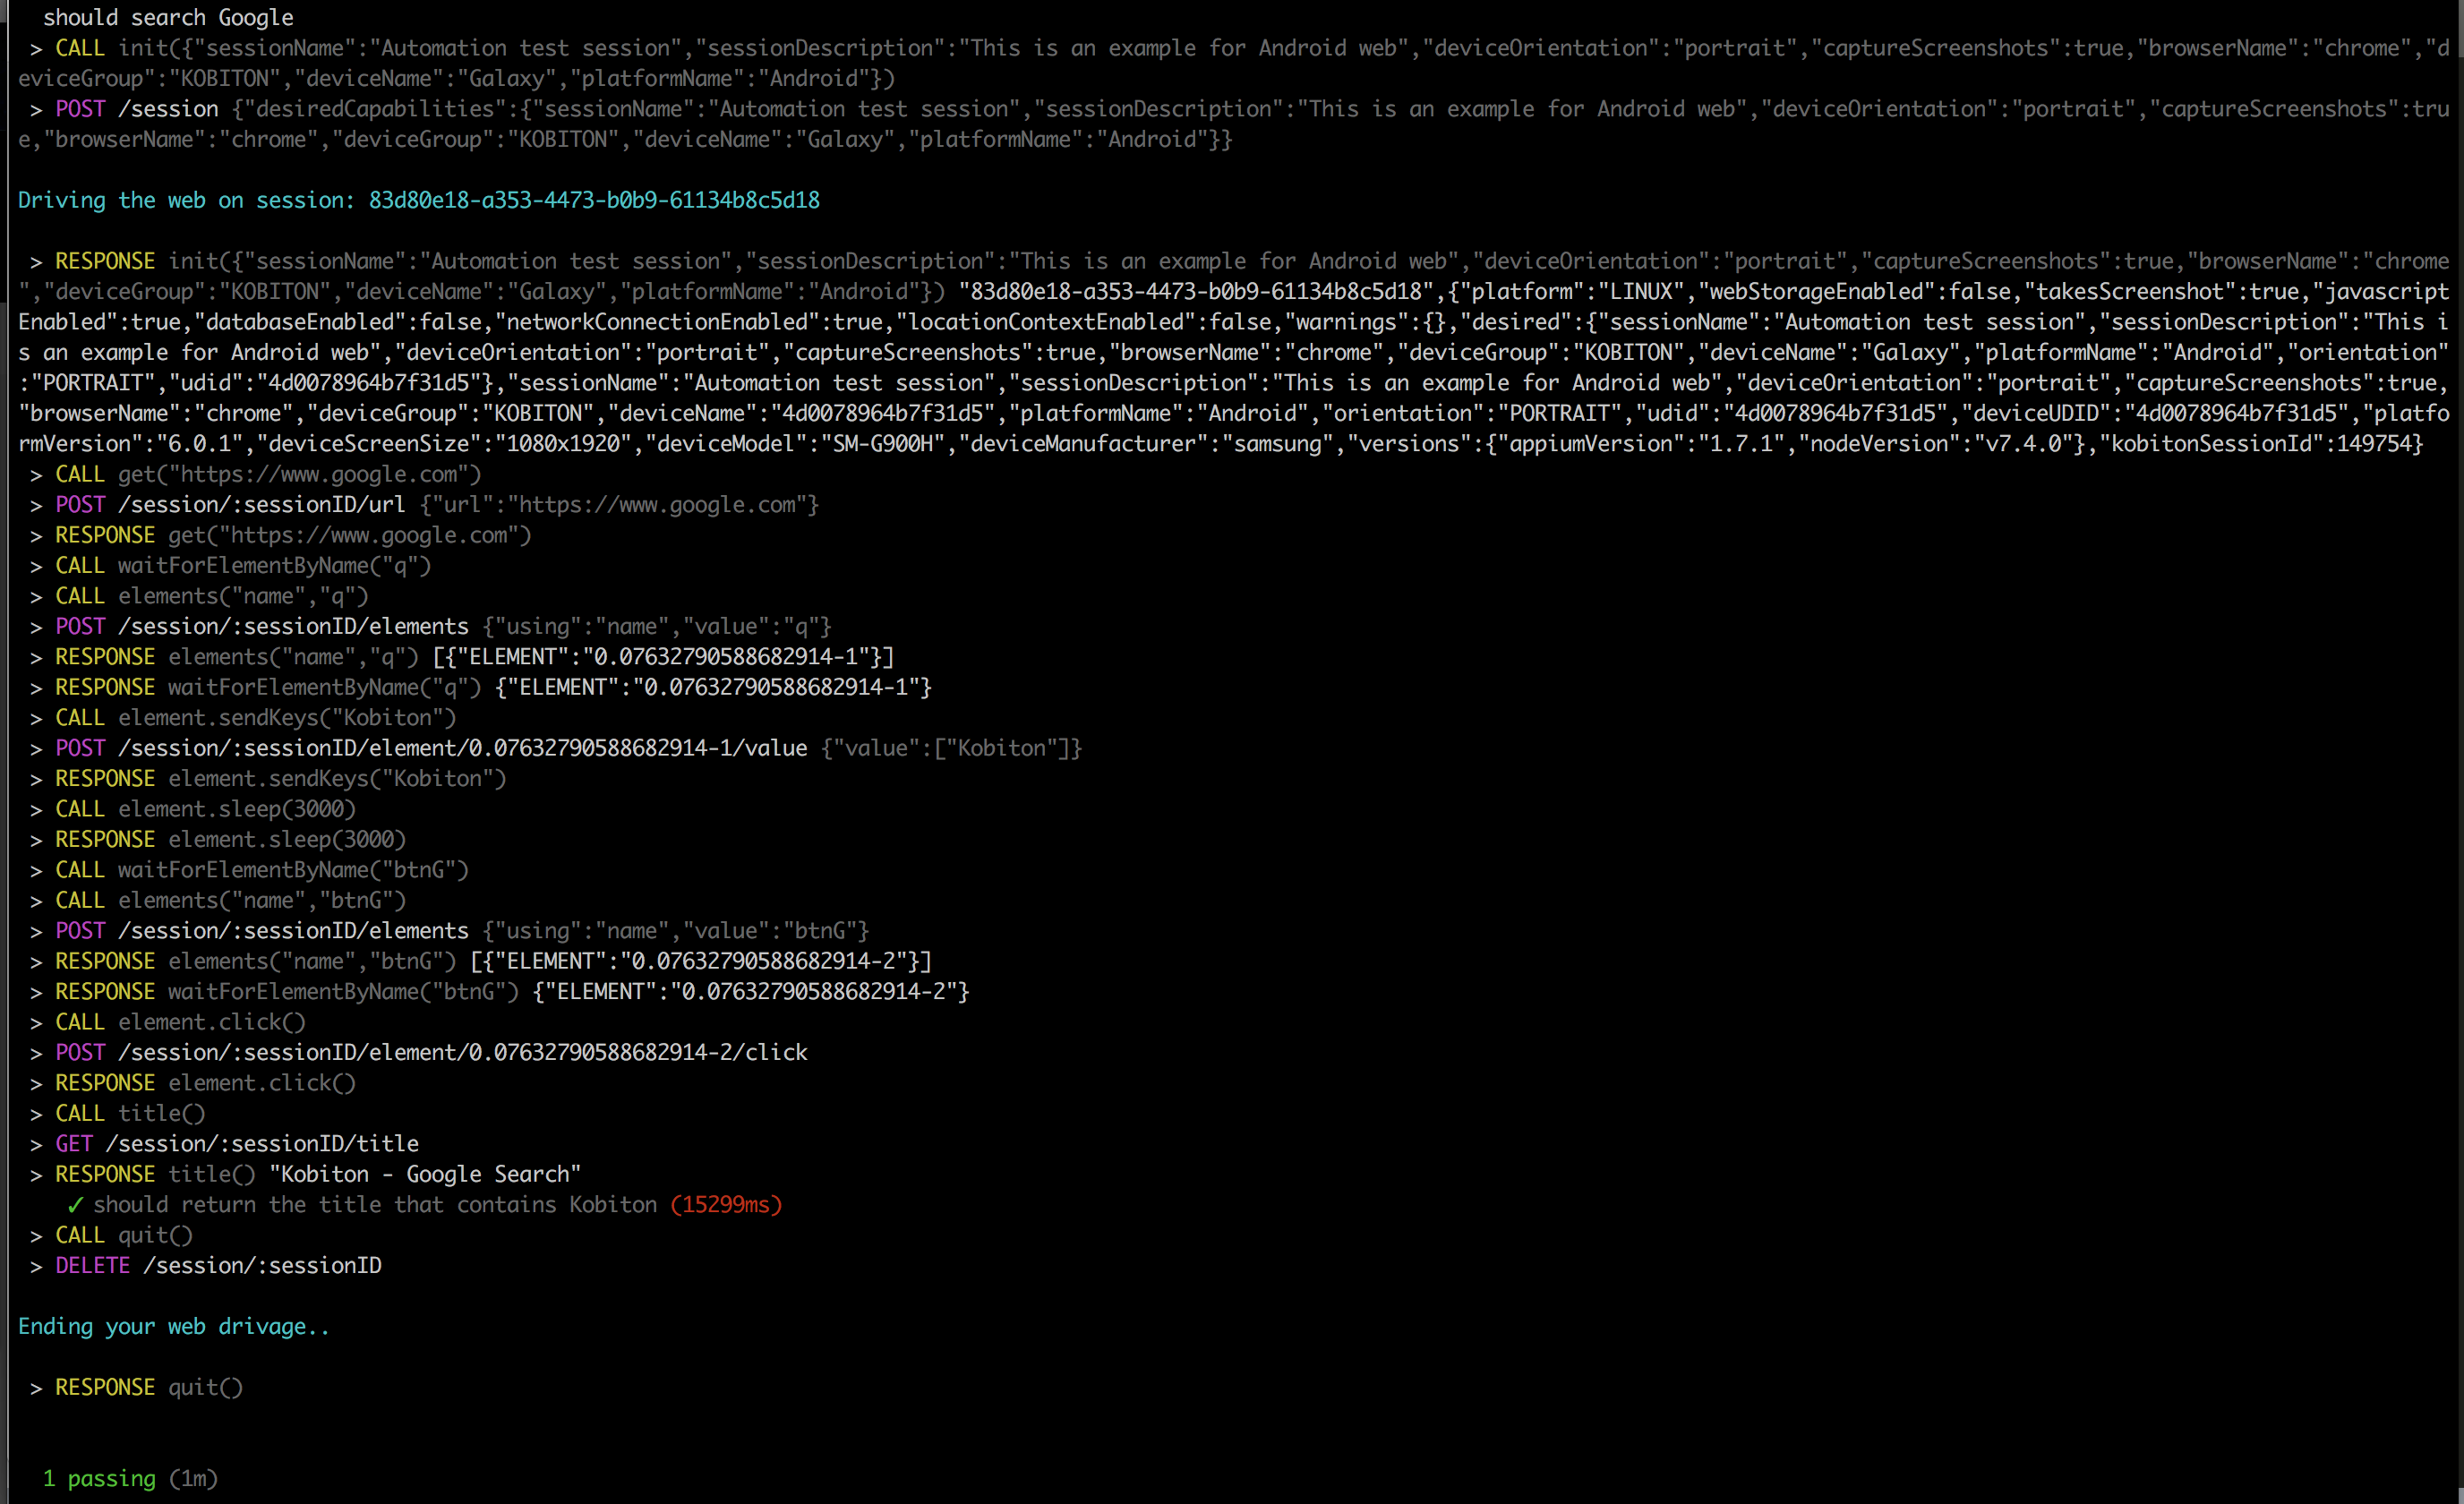 should search Google
> CALL init({"sessionName":"Automation test session","sessionDescription":"This is an example for Android web","deviceOrientation":"portrait","captureScreenshots":true,"browserName":"chrome","d
eviceGroup":"KOBITON","deviceName":"Galaxy","platformName":"Android"})
> POST /session {"desiredCapabilities":{"sessionName":"Automation test session","sessionDescription":"This is an example for Android web","deviceOrientation":"portrait","captureScreenshots":tru
e,"browserName":"chrome","deviceGroup":"KOBITON","deviceName":"Galaxy","platformName":"Android"}}
Driving the web on session: 83d80e18-a353-4473-b0b9-61134b8c5d18
> RESPONSE init({"sessionName":"Automation test session","sessionDescription":"This is an example for Android web","deviceOrientation":"portrait","captureScreenshots":true,"browserName":"chrome
","deviceGroup":"KOBITON","deviceName":"Galaxy","platformName":"Android"}) "83d80e18-a353-4473-b0b9-61134b8c5d18",{"platform":"LINUX","webStorageEnabled":false,"takesScreenshot":true,"javascript
Enabled":true,"databaseEnabled":false,"networkConnectionEnabled":true,"locationContextEnabled":false,"warnings":{},"desired":{"sessionName":"Automation test session","sessionDescription":"This i
s an example for Android web","deviceOrientation":"portrait","captureScreenshots":true,"browserName":"chrome","deviceGroup":"KOBITON","deviceName":"Galaxy","platformName":"Android","orientation"
:"PORTRAIT","udid":"4d0078964b7f31d5"},"sessionName":"Automation test session","sessionDescription":"This is an example for Android web","deviceOrientation":"portrait","captureScreenshots":true,
"browserName":"chrome","deviceGroup":"KOBITON","deviceName":"4d0078964b7f31d5","platformName":"Android","orientation":"PORTRAIT","udid":"4d0078964b7f31d5","deviceUDID":"4d0078964b7f31d5","platfo
rmVersion":"6.0.1","deviceScreenSize":"1080x1920","deviceModel":"SM-G900H","deviceManufacturer":"samsung","versions":{"appiumVersion":"1.7.1","nodeVersion":"v7.4.0"},"kobitonSessionId":149754}
> CALL get("https://www.google.com")
> POST /session/:sessionID/url {"url":"https://www.google.com"}
> RESPONSE get("https://www.google.com")
> CALL waitForElementByName("q")
> CALL elements("name","q")
> POST /session/:sessionID/elements {"using":"name","value":"q"}
> RESPONSE elements("name","q") [{"ELEMENT":"0.07632790588682914-1"}]
> RESPONSE waitForElementByName("q") {"ELEMENT":"0.07632790588682914-1"}
> CALL element.sendKeys("Kobiton")
> POST /session/:sessionID/element/0.07632790588682914-1/value {"value":["Kobiton"]}
> RESPONSE element.sendKeys("Kobiton")
> CALL element.sleep(3000)
> RESPONSE element.sleep(3000)
> CALL waitForElementByName("btnG")
> CALL elements("name","btnG")
> POST /session/:sessionID/elements {"using":"name","value":"btnG"}
> RESPONSE elements("name","btnG") [{"ELEMENT":"0.07632790588682914-2"}]
> RESPONSE waitForElementByName("btnG") {"ELEMENT":"0.07632790588682914-2"}
> CALL element.click()
> POST /session/:sessionID/element/0.07632790588682914-2/click
> RESPONSE element.click()
> CALL title()
> GET /session/:sessionID/title
> RESPONSE title() "Kobiton - Google Search"
✓ should return the title that contains Kobiton (15299ms)
> CALL quit()
> DELETE /session/:sessionID
Ending your web drivage..
> RESPONSE quit()
1 passing (1m)